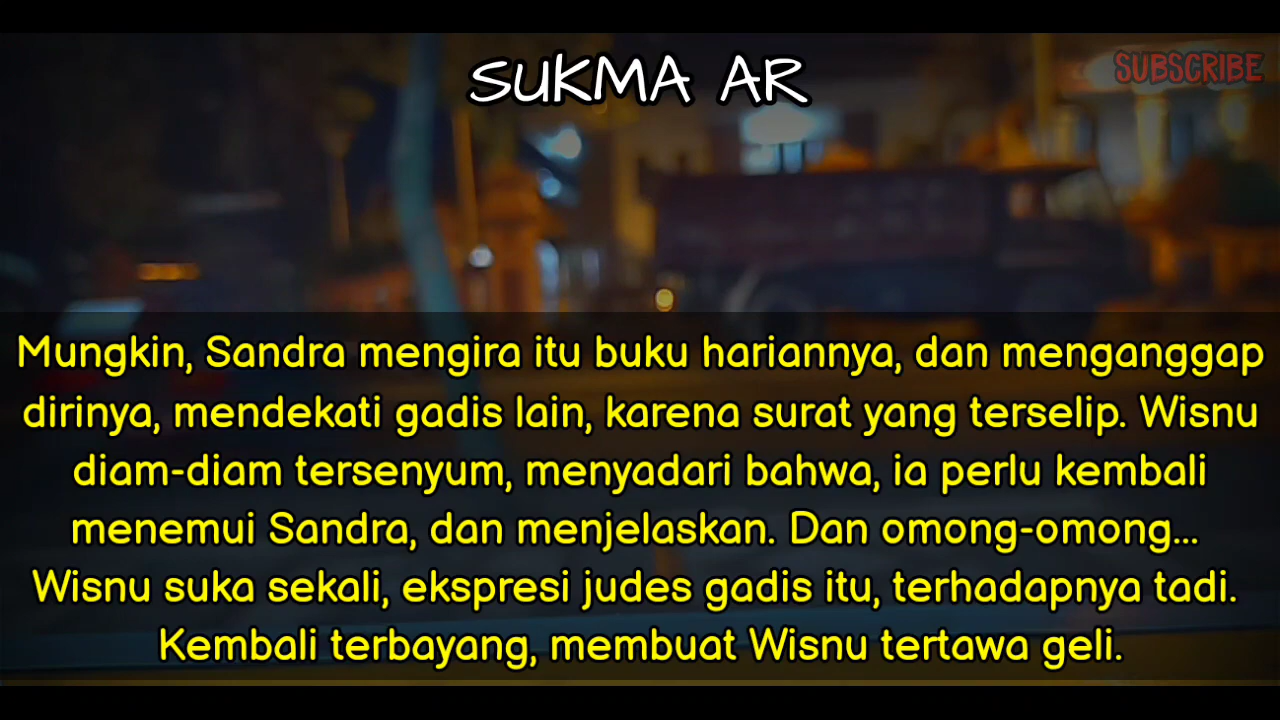 SUKMA AR
SUBSCRIBE
Mungkin, Sandra mengira itu buku hariannya, dan menganggap
dirinya, mendekati gadis lain, karena surat yang terselip. Wisnu
diam-diam tersenyum, menyadari bahwa, ia perlu kembali
menemui Sandra, dan menjelaskan. Dan omong-omong...
Wisnu suka sekali, ekspresi judes gadis itu, terhadapnya tadi.
Kembali terbayang, membuat Wisnu tertawa geli.